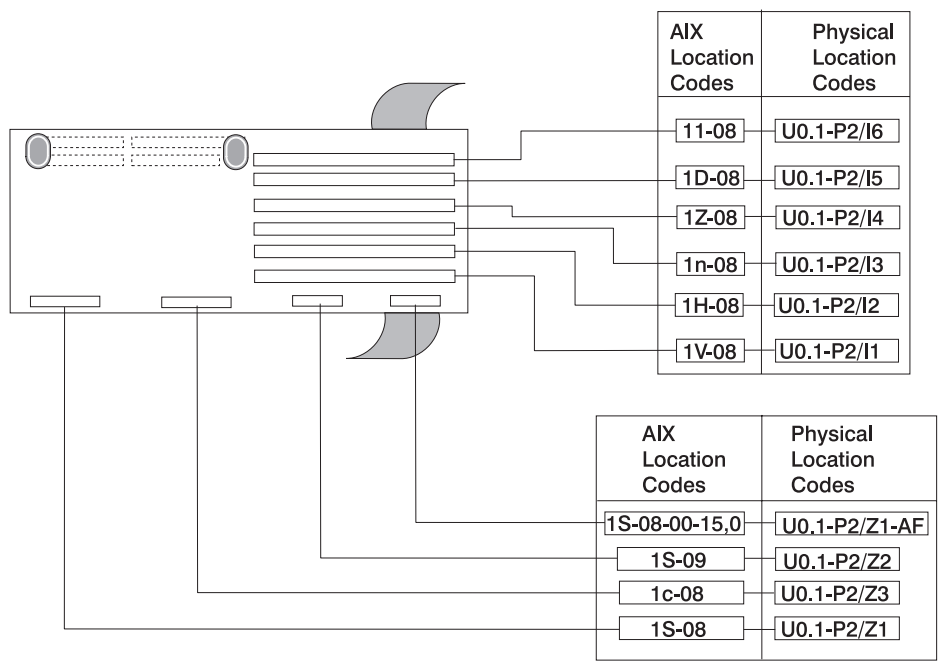 AIX Location Codes
Physical Location Codes
11-08 U0.1-P2/I6
1D-08 U0.1-P2/I5
1Z-08 U0.1-P2/I4
1n-08 U0.1-P2/I3
1H-08 U0.1-P2/I2
1V-08 U0.1-P2/I1
AIX Location Codes
Physical Location Codes
1S-08-00-15,0 U0.1-P2/Z1-AF
1S-09 U0.1-P2/Z2
1c-08 U0.1-P2/Z3
1S-08 U0.1-P2/Z1